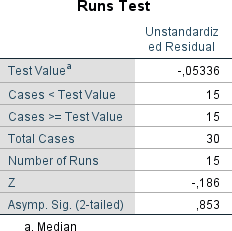 Runs Test
Unstandardiz
ed Residual
Test Valueᵃ -,05336
Cases < Test Value 15
Cases >= Test Value 15
Total Cases 30
Number of Runs 15
Z -,186
Asymp. Sig. (2-tailed) ,853
a. Median